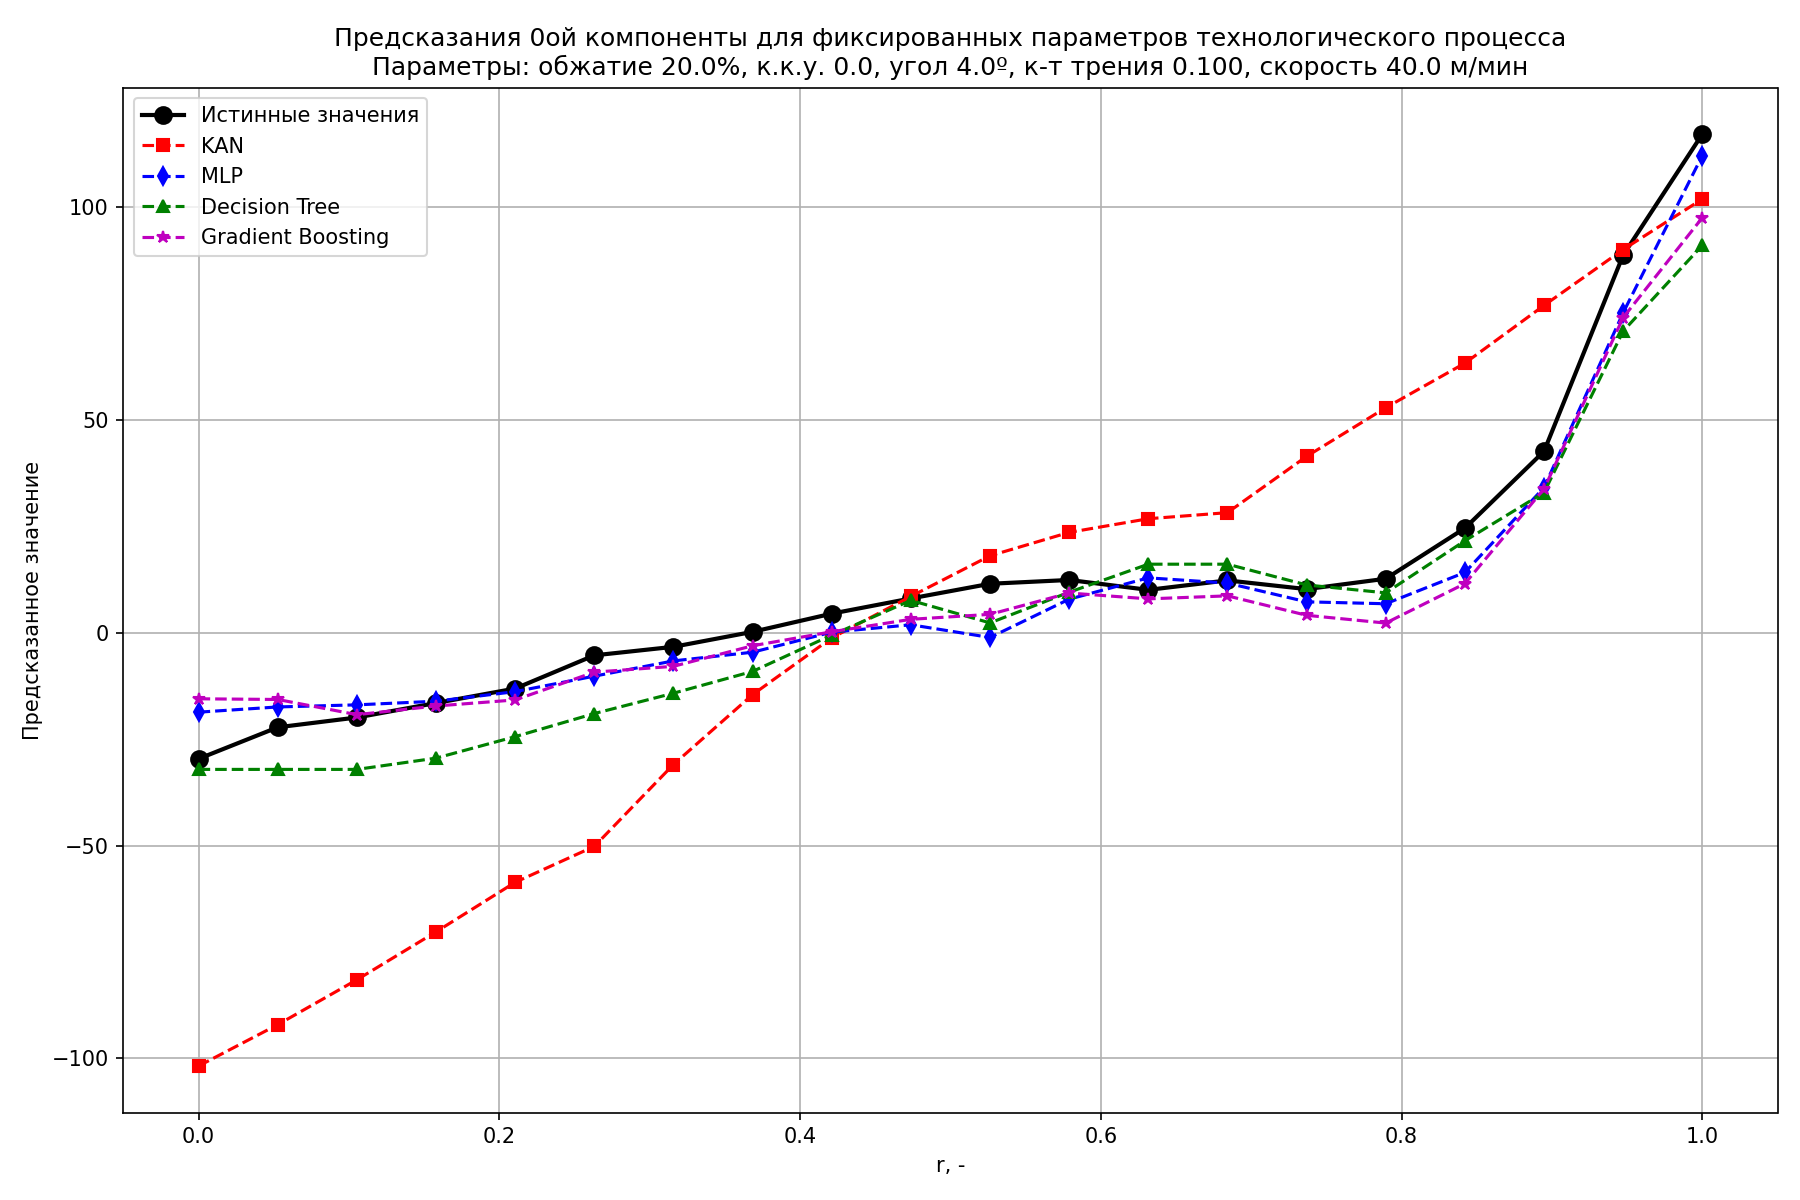 Предсказания 0ой компоненты для фиксированных параметров технологического процесса
Параметры: обжатие 20.0%, к.к.у. 0.0, угол 4.0º, к-т трения 0.100, скорость 40.0 м/мин
Истинные значения
KAN
MLP
Decision Tree
Gradient Boosting
Предсказанное значение
100
50
0
−50
−100
0.0
0.2
0.4
0.6
0.8
1.0
r, -